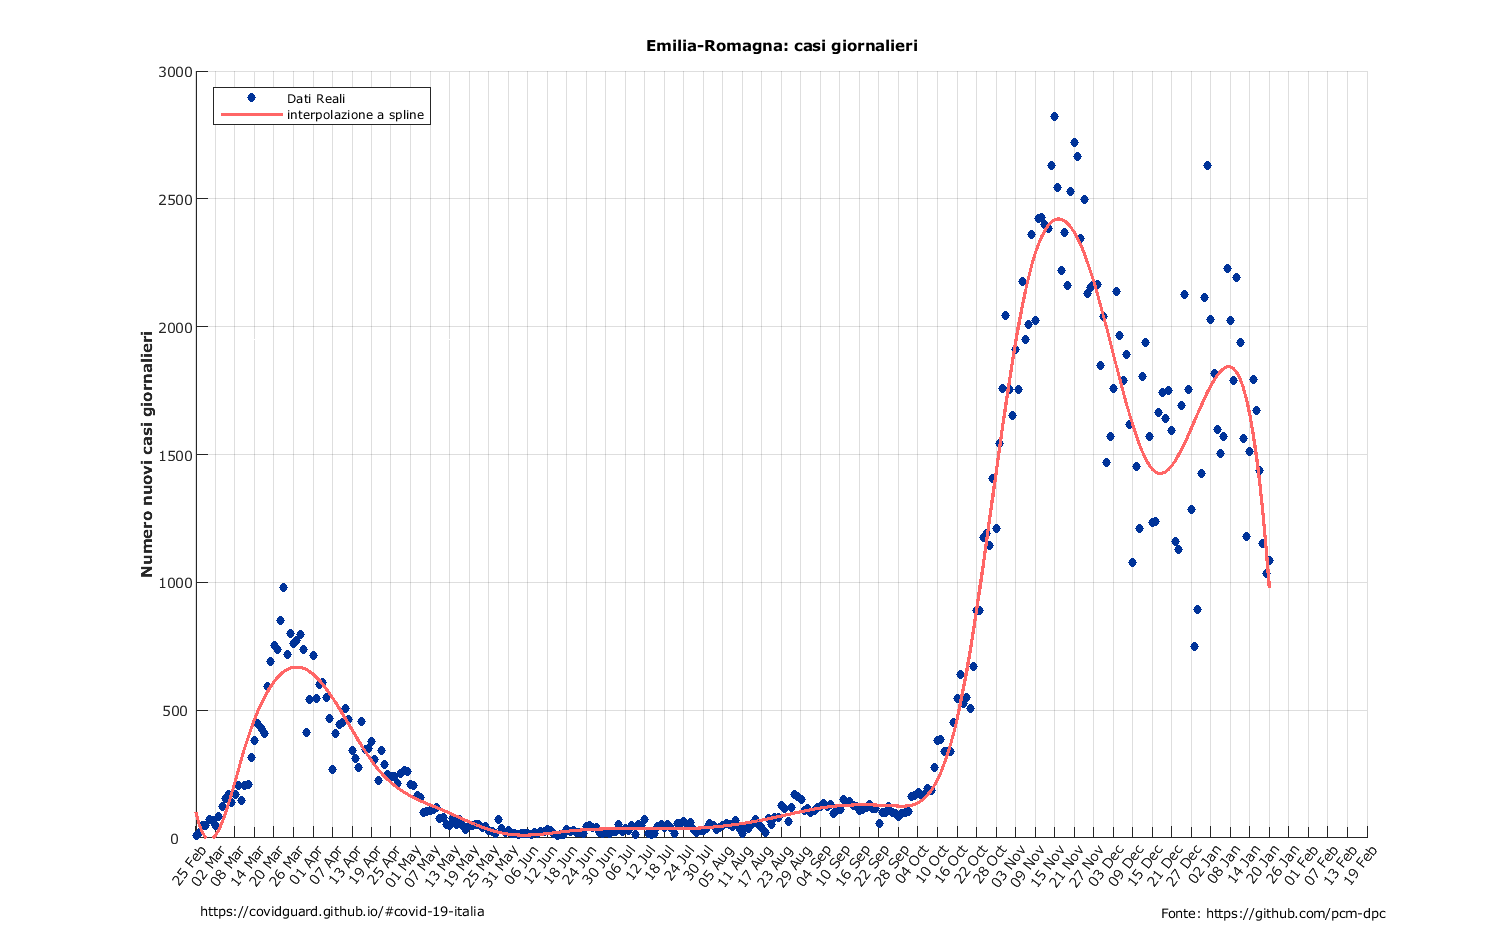 Emilia-Romagna: casi giornalieri
Dati Reali
interpolazione a spline
Numero nuovi casi giornalieri
3000
2500
2000
1500
1000
500
0
25 Feb
02 Mar
08 Mar
14 Mar
20 Mar
26 Mar
01 Apr
07 Apr
13 Apr
19 Apr
25 Apr
01 May
07 May
13 May
19 May
25 May
31 May
06 Jun
12 Jun
18 Jun
24 Jun
30 Jun
06 Jul
12 Jul
18 Jul
24 Jul
30 Jul
05 Aug
11 Aug
17 Aug
23 Aug
29 Aug
04 Sep
10 Sep
16 Sep
22 Sep
28 Sep
04 Oct
10 Oct
16 Oct
22 Oct
28 Oct
03 Nov
09 Nov
15 Nov
21 Nov
27 Nov
03 Dec
09 Dec
15 Dec
21 Dec
27 Dec
02 Jan
08 Jan
14 Jan
20 Jan
26 Jan
01 Feb
07 Feb
13 Feb
19 Feb
https://covidguard.github.io/#covid-19-italia
Fonte: https://github.com/pcm-dpc